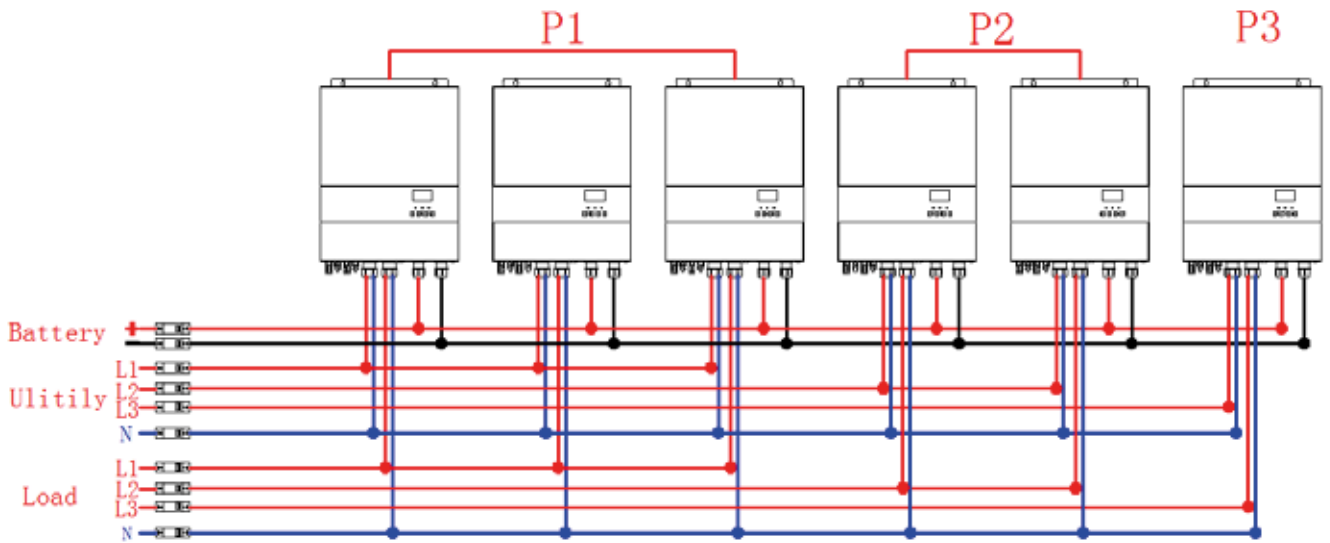 P1 P2 P3
Battery +
L1
Ulitily L2
L3
N
L1
Load L2
L3
N